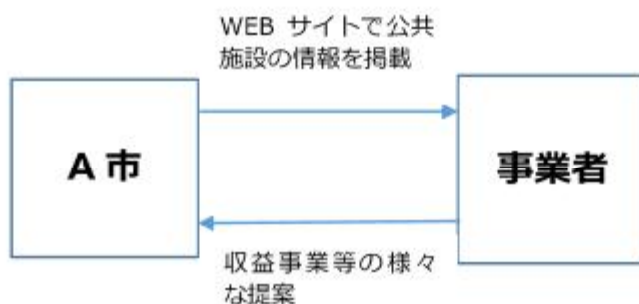 WEB サイトで公共
施設の情報を掲載
A 市
事業者
収益事業等の様々
な提案